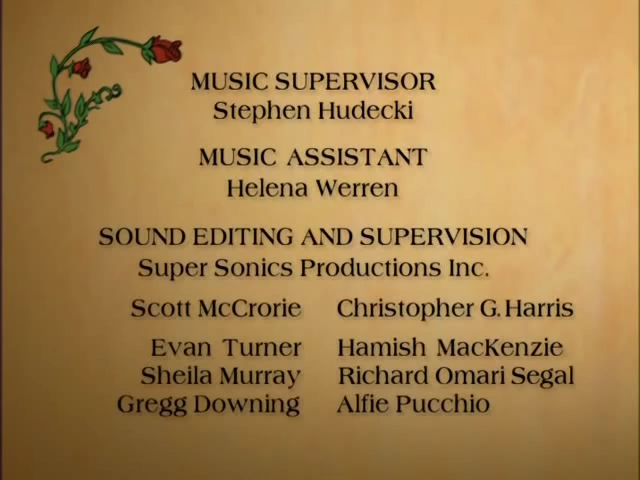 MUSIC SUPERVISOR
Stephen Hudecki
MUSIC ASSISTANT
Helena Werren
SOUND EDITING AND SUPERVISION
Super Sonics Productions Inc.
Scott McCrorie Christopher G. Harris
Evan Turner Hamish MacKenzie
Sheila Murray Richard Omari Segal
Gregg Downing Alfie Pucchio